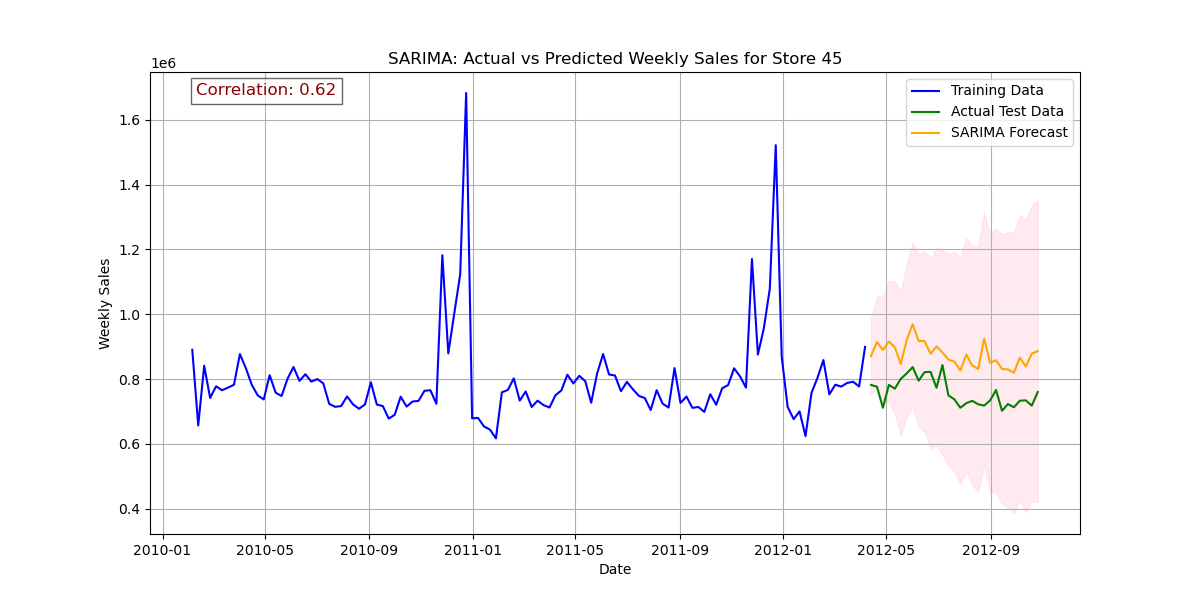 SARIMA: Actual vs Predicted Weekly Sales for Store 45
1e6
Correlation: 0.62
Training Data
Actual Test Data
SARIMA Forecast
1.6
1.4
1.2
1.0
0.8
0.6
0.4
Weekly Sales
2010-01 2010-05 2010-09 2011-01 2011-05 2011-09 2012-01 2012-05 2012-09
Date